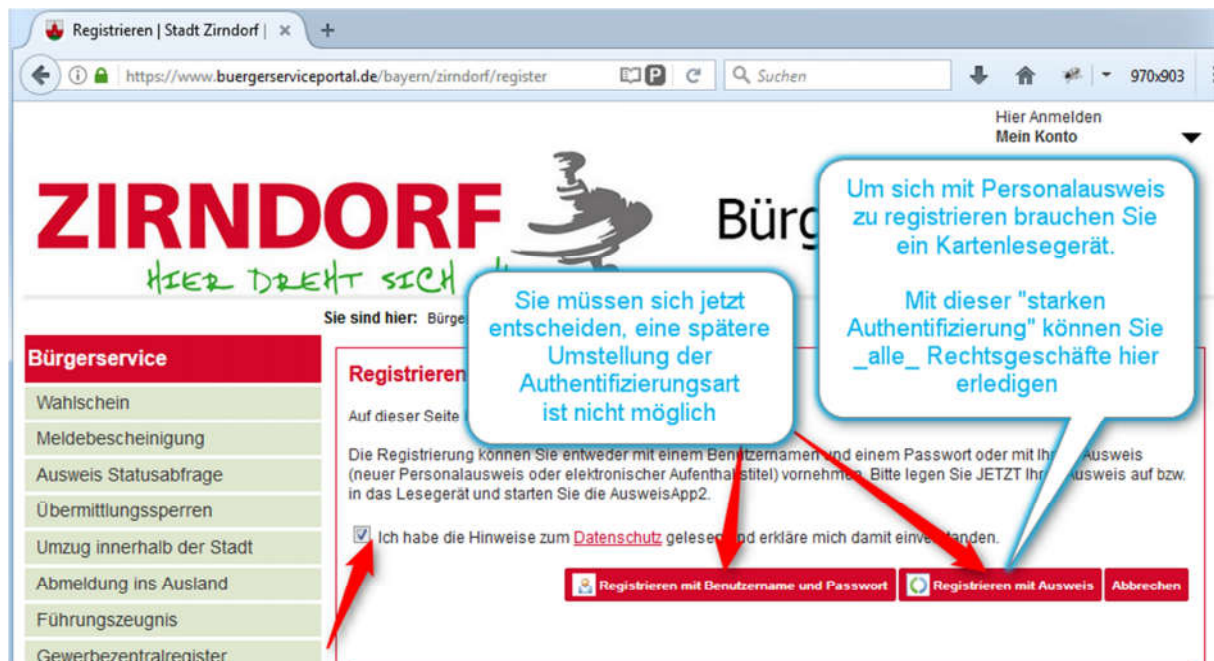 Registrieren | Stadt Zirndorf |
https://www.buergerserviceportal.de/bayern/zirndorf/register
Suchen
970x903
Hier Anmelden
Mein Konto
ZIRNDORF
HIER DREHT SICH
Bürg
Um sich mit Personalausweis
zu registrieren brauchen Sie
ein Kartenlesegerät.
Mit dieser "starken
Authentifizierung" können Sie
_alle_ Rechtsgeschäfte hier
erledigen
Sie müssen sich jetzt
entscheiden, eine spätere
Umstellung der
Authentifizierungsart
ist nicht möglich
Sie sind hier: Bürge
Bürgerservice
Wahlschein
Meldebescheinigung
Ausweis Statusabfrage
Übermittlungssperren
Umzug innerhalb der Stadt
Abmeldung ins Ausland
Führungszeugnis
Gewerbezentralregister
Registrieren
Auf dieser Seite
Die Registrierung können Sie entweder mit einem Benutzernamen und einem Passwort oder mit Ihrem Ausweis
(neuer Personalausweis oder elektronischer Aufenthaltstitel) vornehmen. Bitte legen Sie JETZT Ihren Ausweis auf bzw.
in das Lesegerät und starten Sie die AusweisApp2.
Ich habe die Hinweise zum Datenschutz gelesen und erkläre mich damit einverstanden.
Registrieren mit Benutzername und Passwort
Registrieren mit Ausweis
Abbrechen